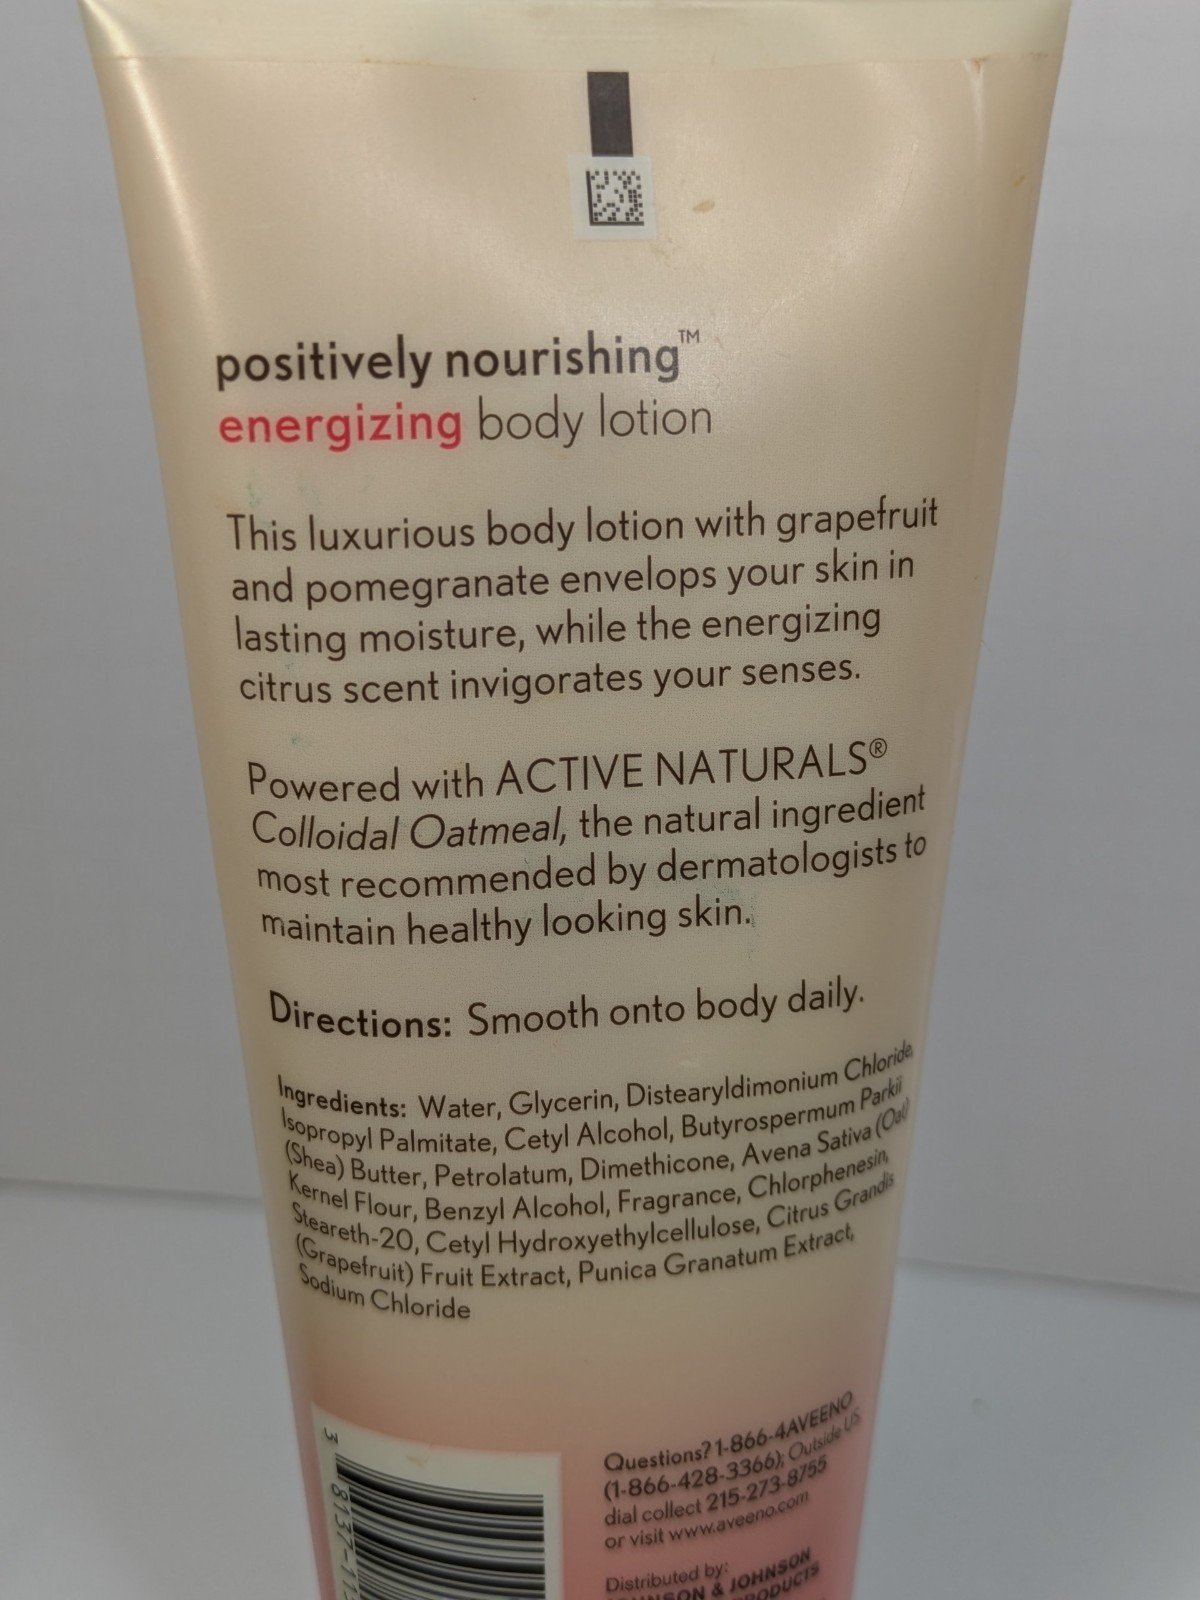 positively nourishing™
energizing body lotion
This luxurious body lotion with grapefruit
and pomegranate envelops your skin in
lasting moisture, while the energizing
citrus scent invigorates your senses.
Powered with ACTIVE NATURALS®
Colloidal Oatmeal, the natural ingredient
most recommended by dermatologists to
maintain healthy looking skin.
Directions: Smooth onto body daily.
Ingredients: Water, Glycerin, Distearyldimonium Chloride,
Isopropyl Palmitate, Cetyl Alcohol, Butyrospermum Parkii
(Shea) Butter, Petrolatum, Dimethicone, Avena Sativa (Oat)
Kernel Flour, Benzyl Alcohol, Fragrance, Chlorphenesin,
Steareth-20, Cetyl Hydroxyethylcellulose, Citrus Grandis
(Grapefruit) Fruit Extract, Punica Granatum Extract,
Sodium Chloride
3
8137-11
Questions? 1-866-4AVEENO
(1-866-428-3366); Outside US,
dial collect 215-273-8755
or visit www.aveeno.com
Distributed by:
& JOHNSON